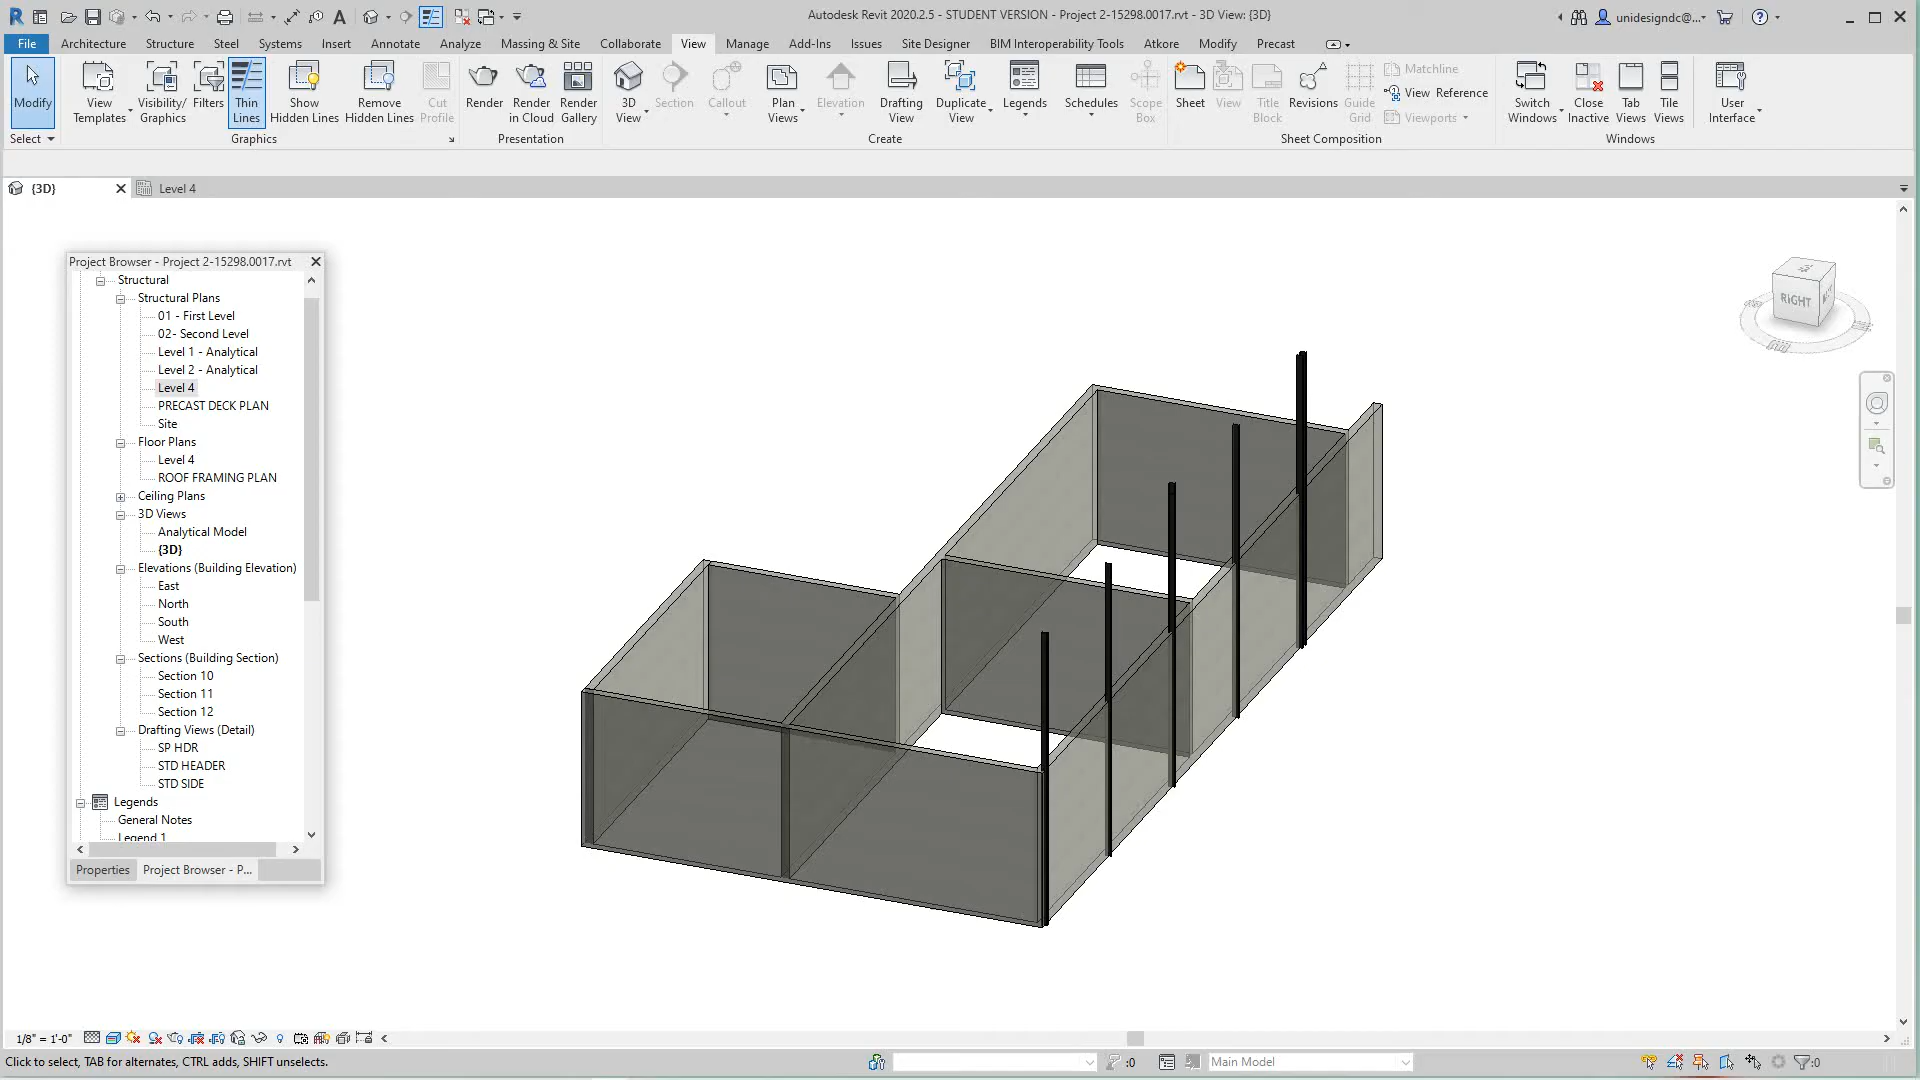 Autodesk Revit 2020.2.5 - STUDENT VERSION - Project 2-15298.0017.rvt - 3D View: {3D}
unidesigndc@...
File Architecture Structure Steel Systems Insert Annotate Analyze Massing & Site Collaborate View Manage Add-Ins Issues Site Designer BIM Interoperability Tools Atkore Modify Precast
Modify
View Templates
Visibility/ Graphics
Filters
Thin Lines
Show Hidden Lines
Remove Hidden Lines
Cut Profile
Render
Render in Cloud
Render Gallery
3D View
Section
Callout
Plan Views
Elevation
Drafting View
Duplicate View
Legends
Schedules
Scope Box
Sheet
View
Title Block
Revisions
Guide Grid
Matchline
View Reference
Viewports
Switch Windows
Close Inactive
Tab Views
Tile Views
User Interface
Select Graphics Presentation Create Sheet Composition Windows
{3D} Level 4
Project Browser - Project 2-15298.0017.rvt
Structural
Structural Plans
01 - First Level
02- Second Level
Level 1 - Analytical
Level 2 - Analytical
Level 4
PRECAST DECK PLAN
Site
Floor Plans
Level 4
ROOF FRAMING PLAN
Ceiling Plans
3D Views
Analytical Model
{3D}
Elevations (Building Elevation)
East
North
South
West
Sections (Building Section)
Section 10
Section 11
Section 12
Drafting Views (Detail)
SP HDR
STD HEADER
STD SIDE
Legends
General Notes
Legend 1
Properties Project Browser - P...
RIGHT
1/8" = 1'-0"
Click to select, TAB for alternates, CTRL adds, SHIFT unselects.
:0
Main Model
:0